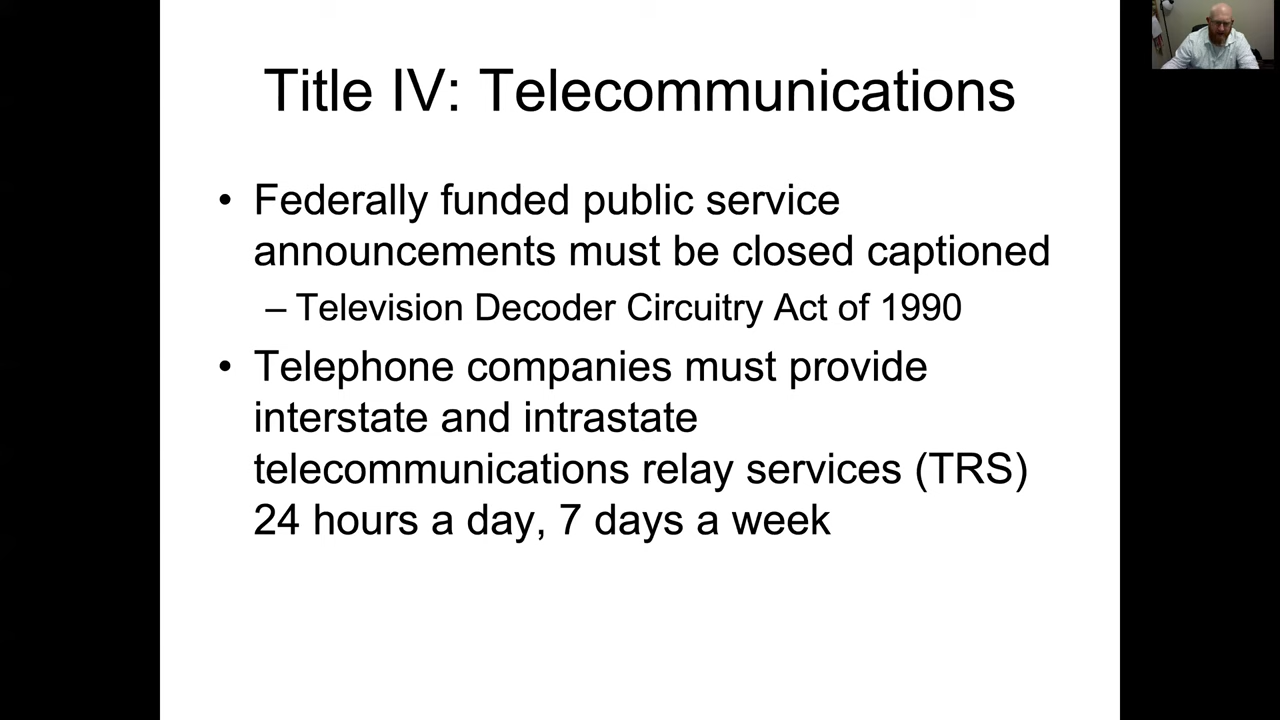 Title IV: Telecommunications
• Federally funded public service
announcements must be closed captioned
– Television Decoder Circuitry Act of 1990
• Telephone companies must provide
interstate and intrastate
telecommunications relay services (TRS)
24 hours a day, 7 days a week